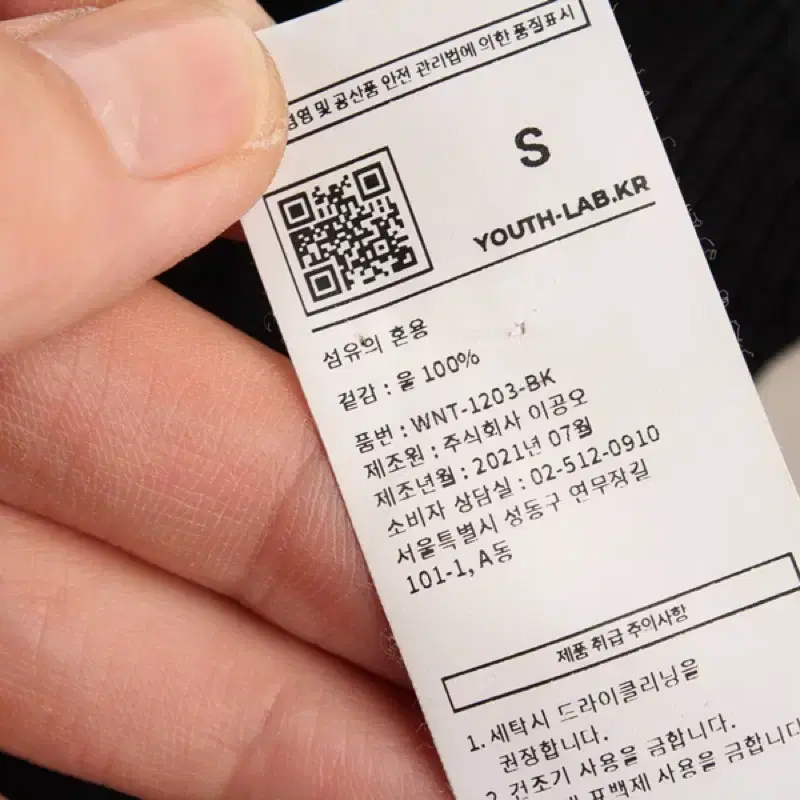 및 공산품 안전 관리법에 의한 품질표시
S
YOUTH-LAB.KR
섬유의 혼용
겉감 : 울 100%
품번 : WNT-1203-BK
제조원 : 주식회사 이공오
제조년월 : 2021년 07월
소비자 상담실 : 02-512-0910
서울특별시 성동구 연무장길
101-1, A동
제품 취급 주의사항
1. 세탁시 드라이클리닝을
권장합니다.
2. 건조기 사용을 금합니다.
표백제 사용을 금합니다